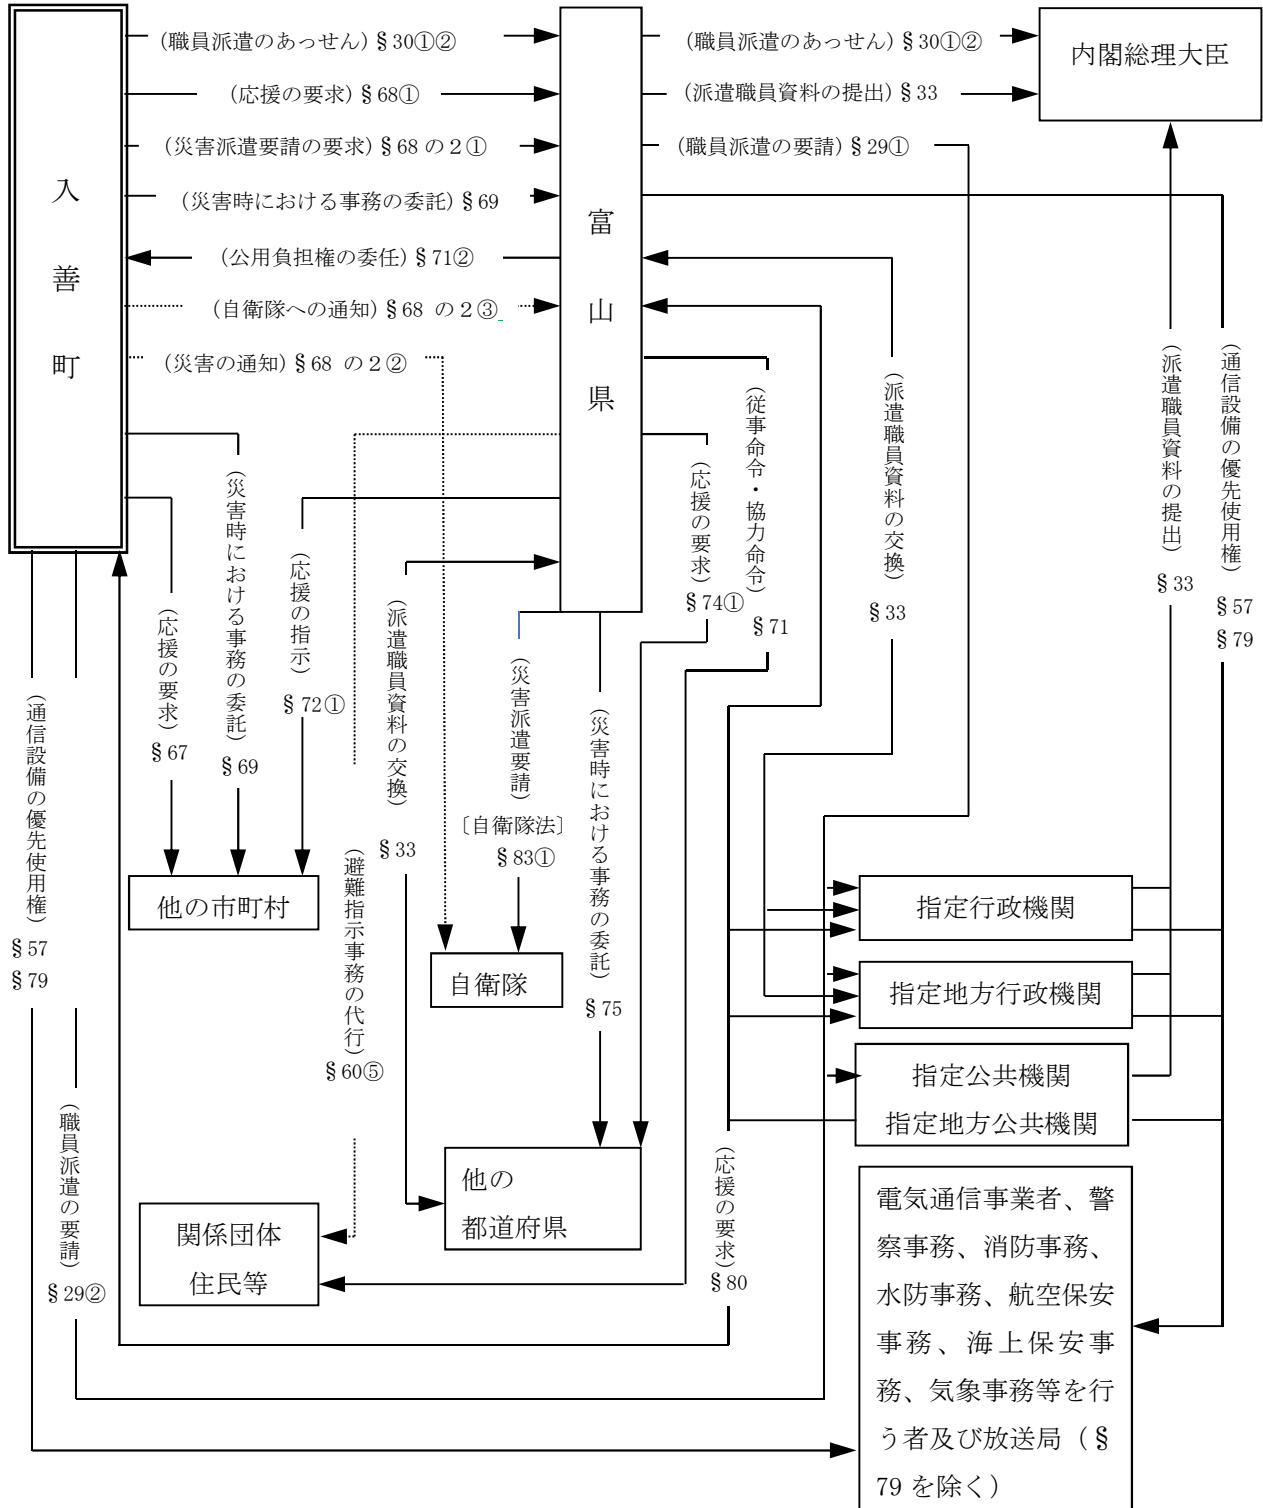 入善町
富山県
内閣総理大臣
(職員派遣のあっせん)§30①②
(応援の要求)§68①
(災害派遣要請の要求)§68の2①
(災害時における事務の委託)§69
(公用負担権の委任)§71②
(自衛隊への通知)§68 の2③
(災害の通知)§68 の2②
(職員派遣のあっせん)§30①②
(派遣職員資料の提出)§33
(職員派遣の要請)§29①
(通信設備の優先使用権)
§57
§79
(職員派遣の要請)
§29②
(応援の要求)
§67
(災害時における事務の委託)
§69
(応援の指示)
§72①
(避難指示事務の代行)
§60⑤
(派遣職員資料の交換)
§33
(災害派遣要請)
〔自衛隊法〕
§83①
(災害時における事務の委託)
§75
(応援の要求)
§74①
(従事命令・協力命令)
§71
(応援の要求)
§80
(派遣職員資料の交換)
§33
(派遣職員資料の提出)
§33
(通信設備の優先使用権)
§57
§79
他の市町村
自衛隊
他の
都道府県
関係団体
住民等
指定行政機関
指定地方行政機関
指定公共機関
指定地方公共機関
電気通信事業者、警
察事務、消防事務、
水防事務、航空保安
事務、海上保安事
務、気象事務等を行
う者及び放送局(§
79を除く)